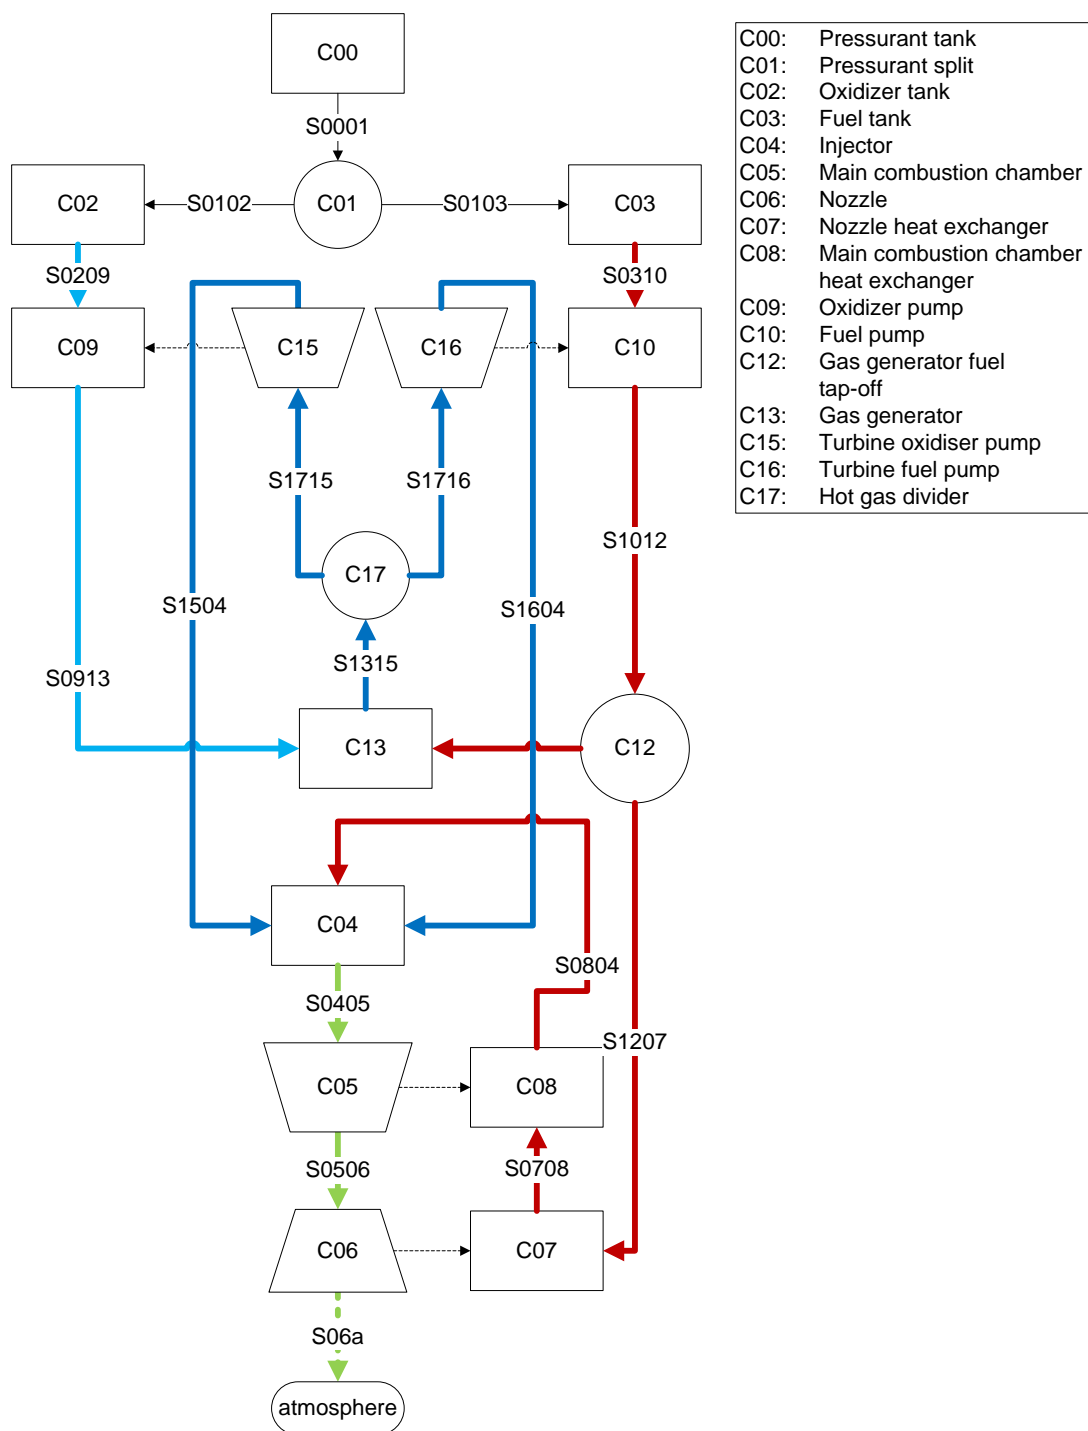 C00
S0001
C02
S0102
C01
S0103
C03
S0209
S0310
C09
C15
C16
C10
S1715
S1716
S1012
C17
S1504
S1604
S1315
S0913
C13
C12
C04
S0804
S0405
S1207
C05
C08
S0506
S0708
C06
C07
S06a
atmosphere
C00: Pressurant tank
C01: Pressurant split
C02: Oxidizer tank
C03: Fuel tank
C04: Injector
C05: Main combustion chamber
C06: Nozzle
C07: Nozzle heat exchanger
C08: Main combustion chamber
heat exchanger
C09: Oxidizer pump
C10: Fuel pump
C12: Gas generator fuel
tap-off
C13: Gas generator
C15: Turbine oxidiser pump
C16: Turbine fuel pump
C17: Hot gas divider